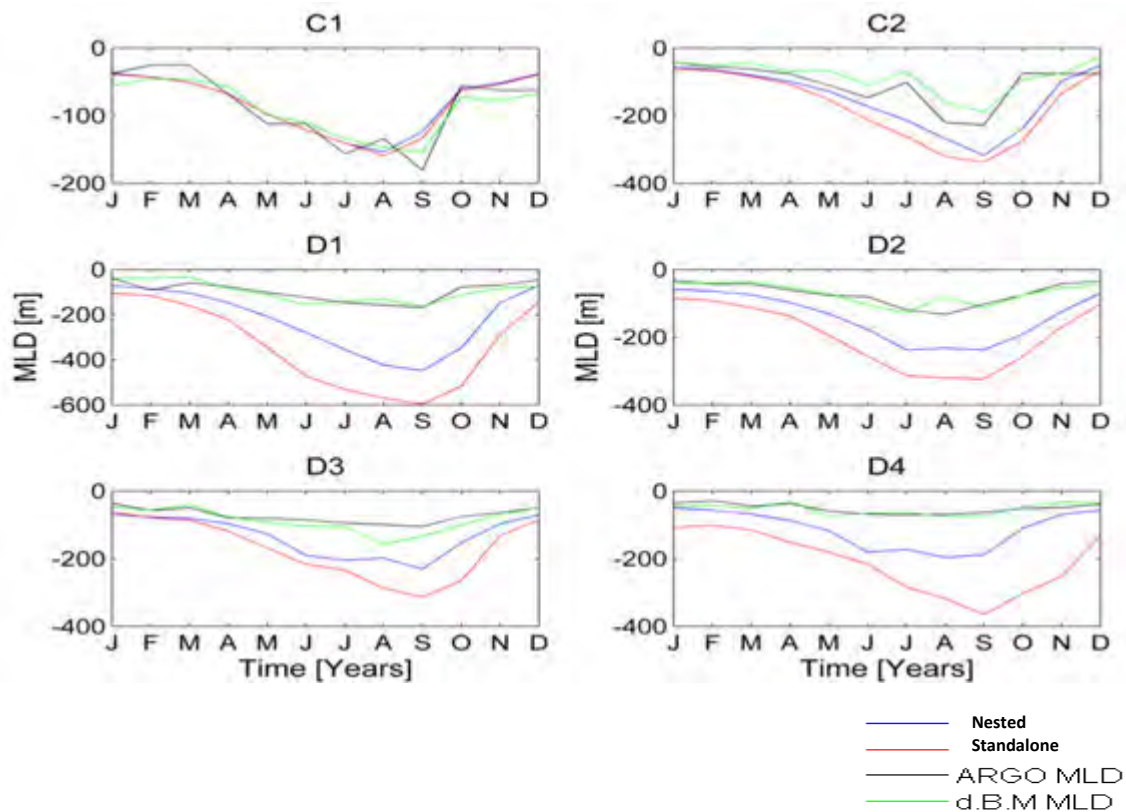 C1
0
-100
-200
J F M A M J J A S O N D
C2
0
-200
-400
J F M A M J J A S O N D
D1
0
-200
-400
-600
MLD [m]
J F M A M J J A S O N D
D2
0
-200
-400
MLD [m]
J F M A M J J A S O N D
D3
0
-200
-400
J F M A M J J A S O N D
Time [Years]
D4
0
-200
-400
J F M A M J J A S O N D
Time [Years]
Nested
Standalone
ARGO MLD
d.B.M MLD